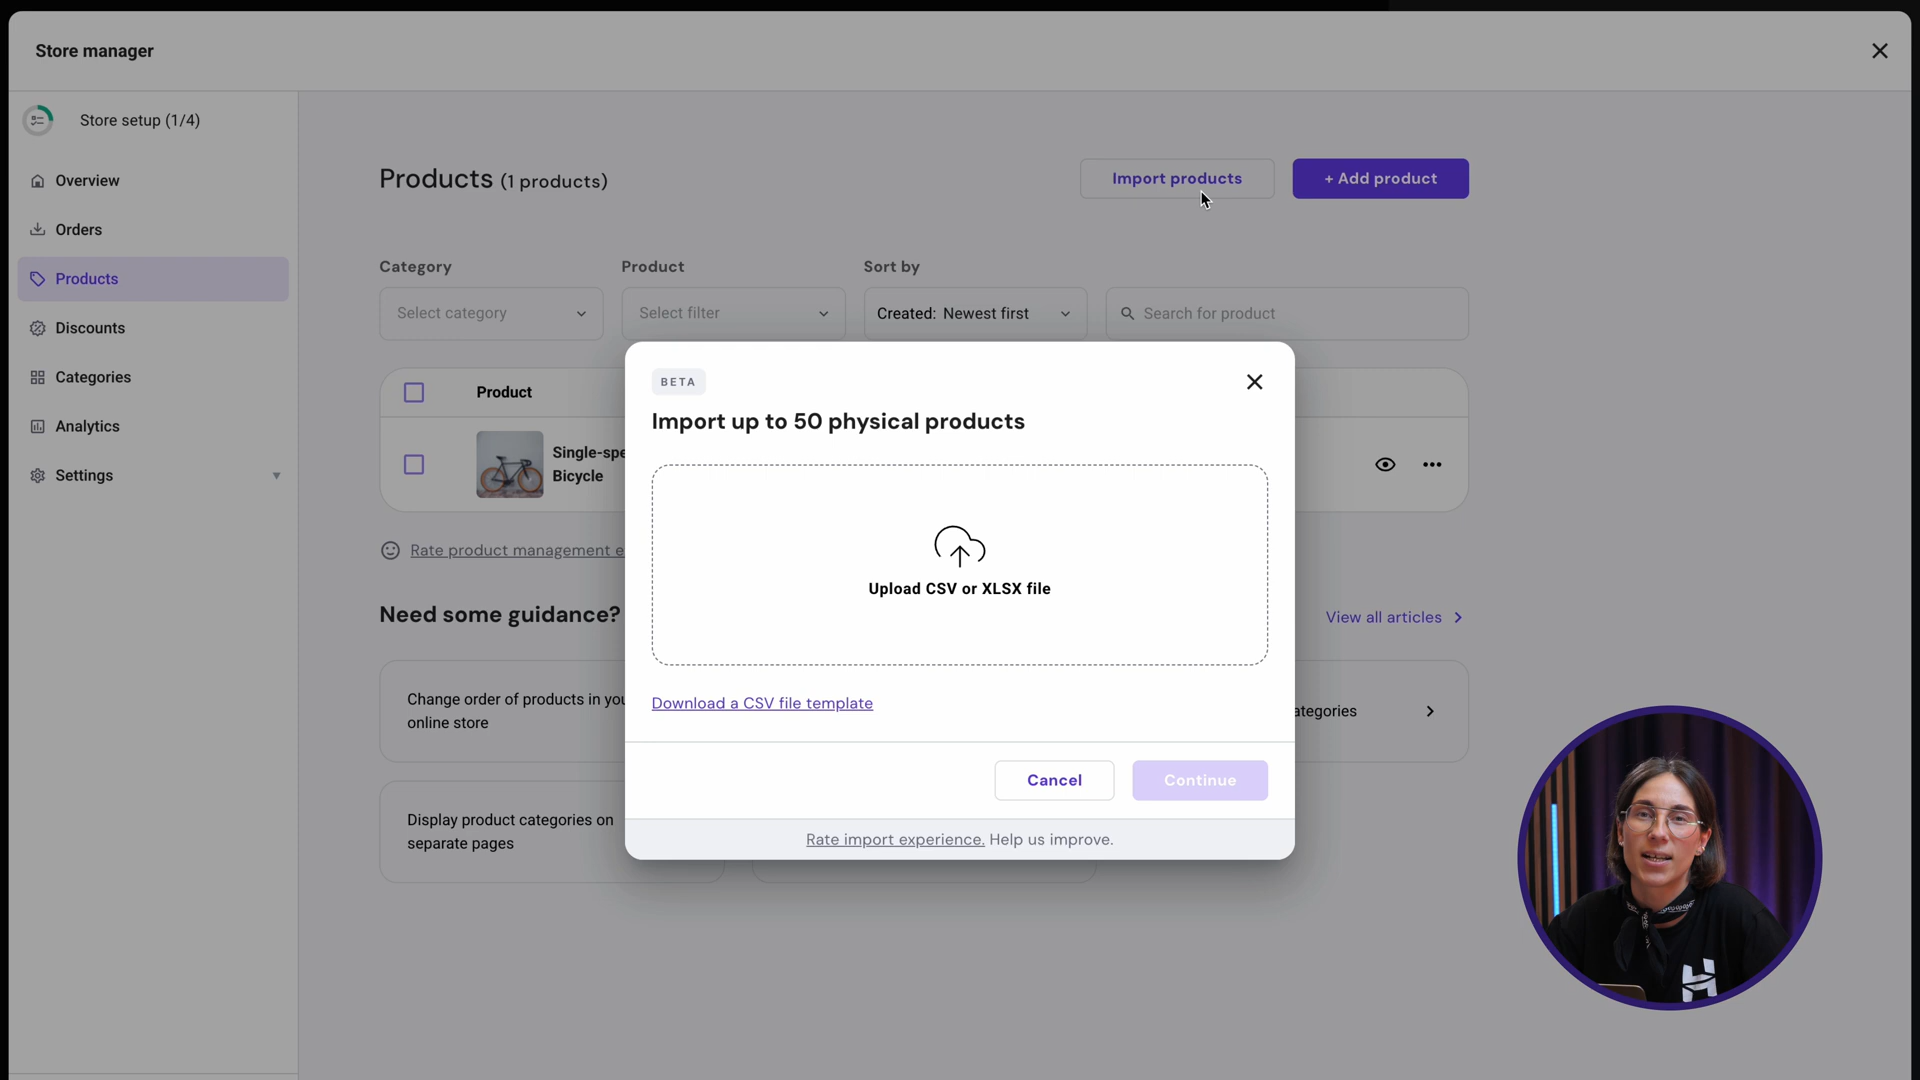 Store manager
Store setup (1/4)
Overview
Orders
Products
Discounts
Categories
Analytics
Settings
Products (1 products)
Import products
+ Add product
Category
Product
Sort by
Select category
Select filter
Created: Newest first
Search for product
Product
Single-spe
Bicycle
Rate product management e
Need some guidance?
View all articles
Change order of products in you
online store
ategories
Display product categories on
separate pages
BETA
Import up to 50 physical products
Upload CSV or XLSX file
Download a CSV file template
Cancel
Continue
Rate import experience. Help us improve.